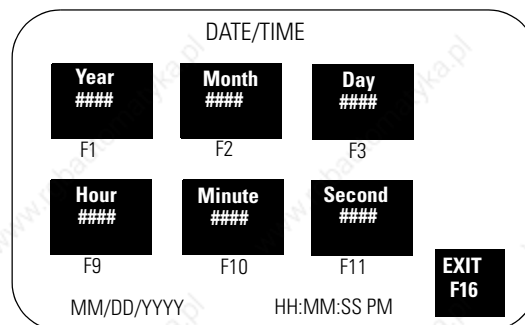 DATE/TIME
Year Month Day
#### #### ####
F1 F2 F3
Hour Minute Second
#### #### ####
F9 F10 F11
EXIT
F16
MM/DD/YYYY HH:MM:SS PM